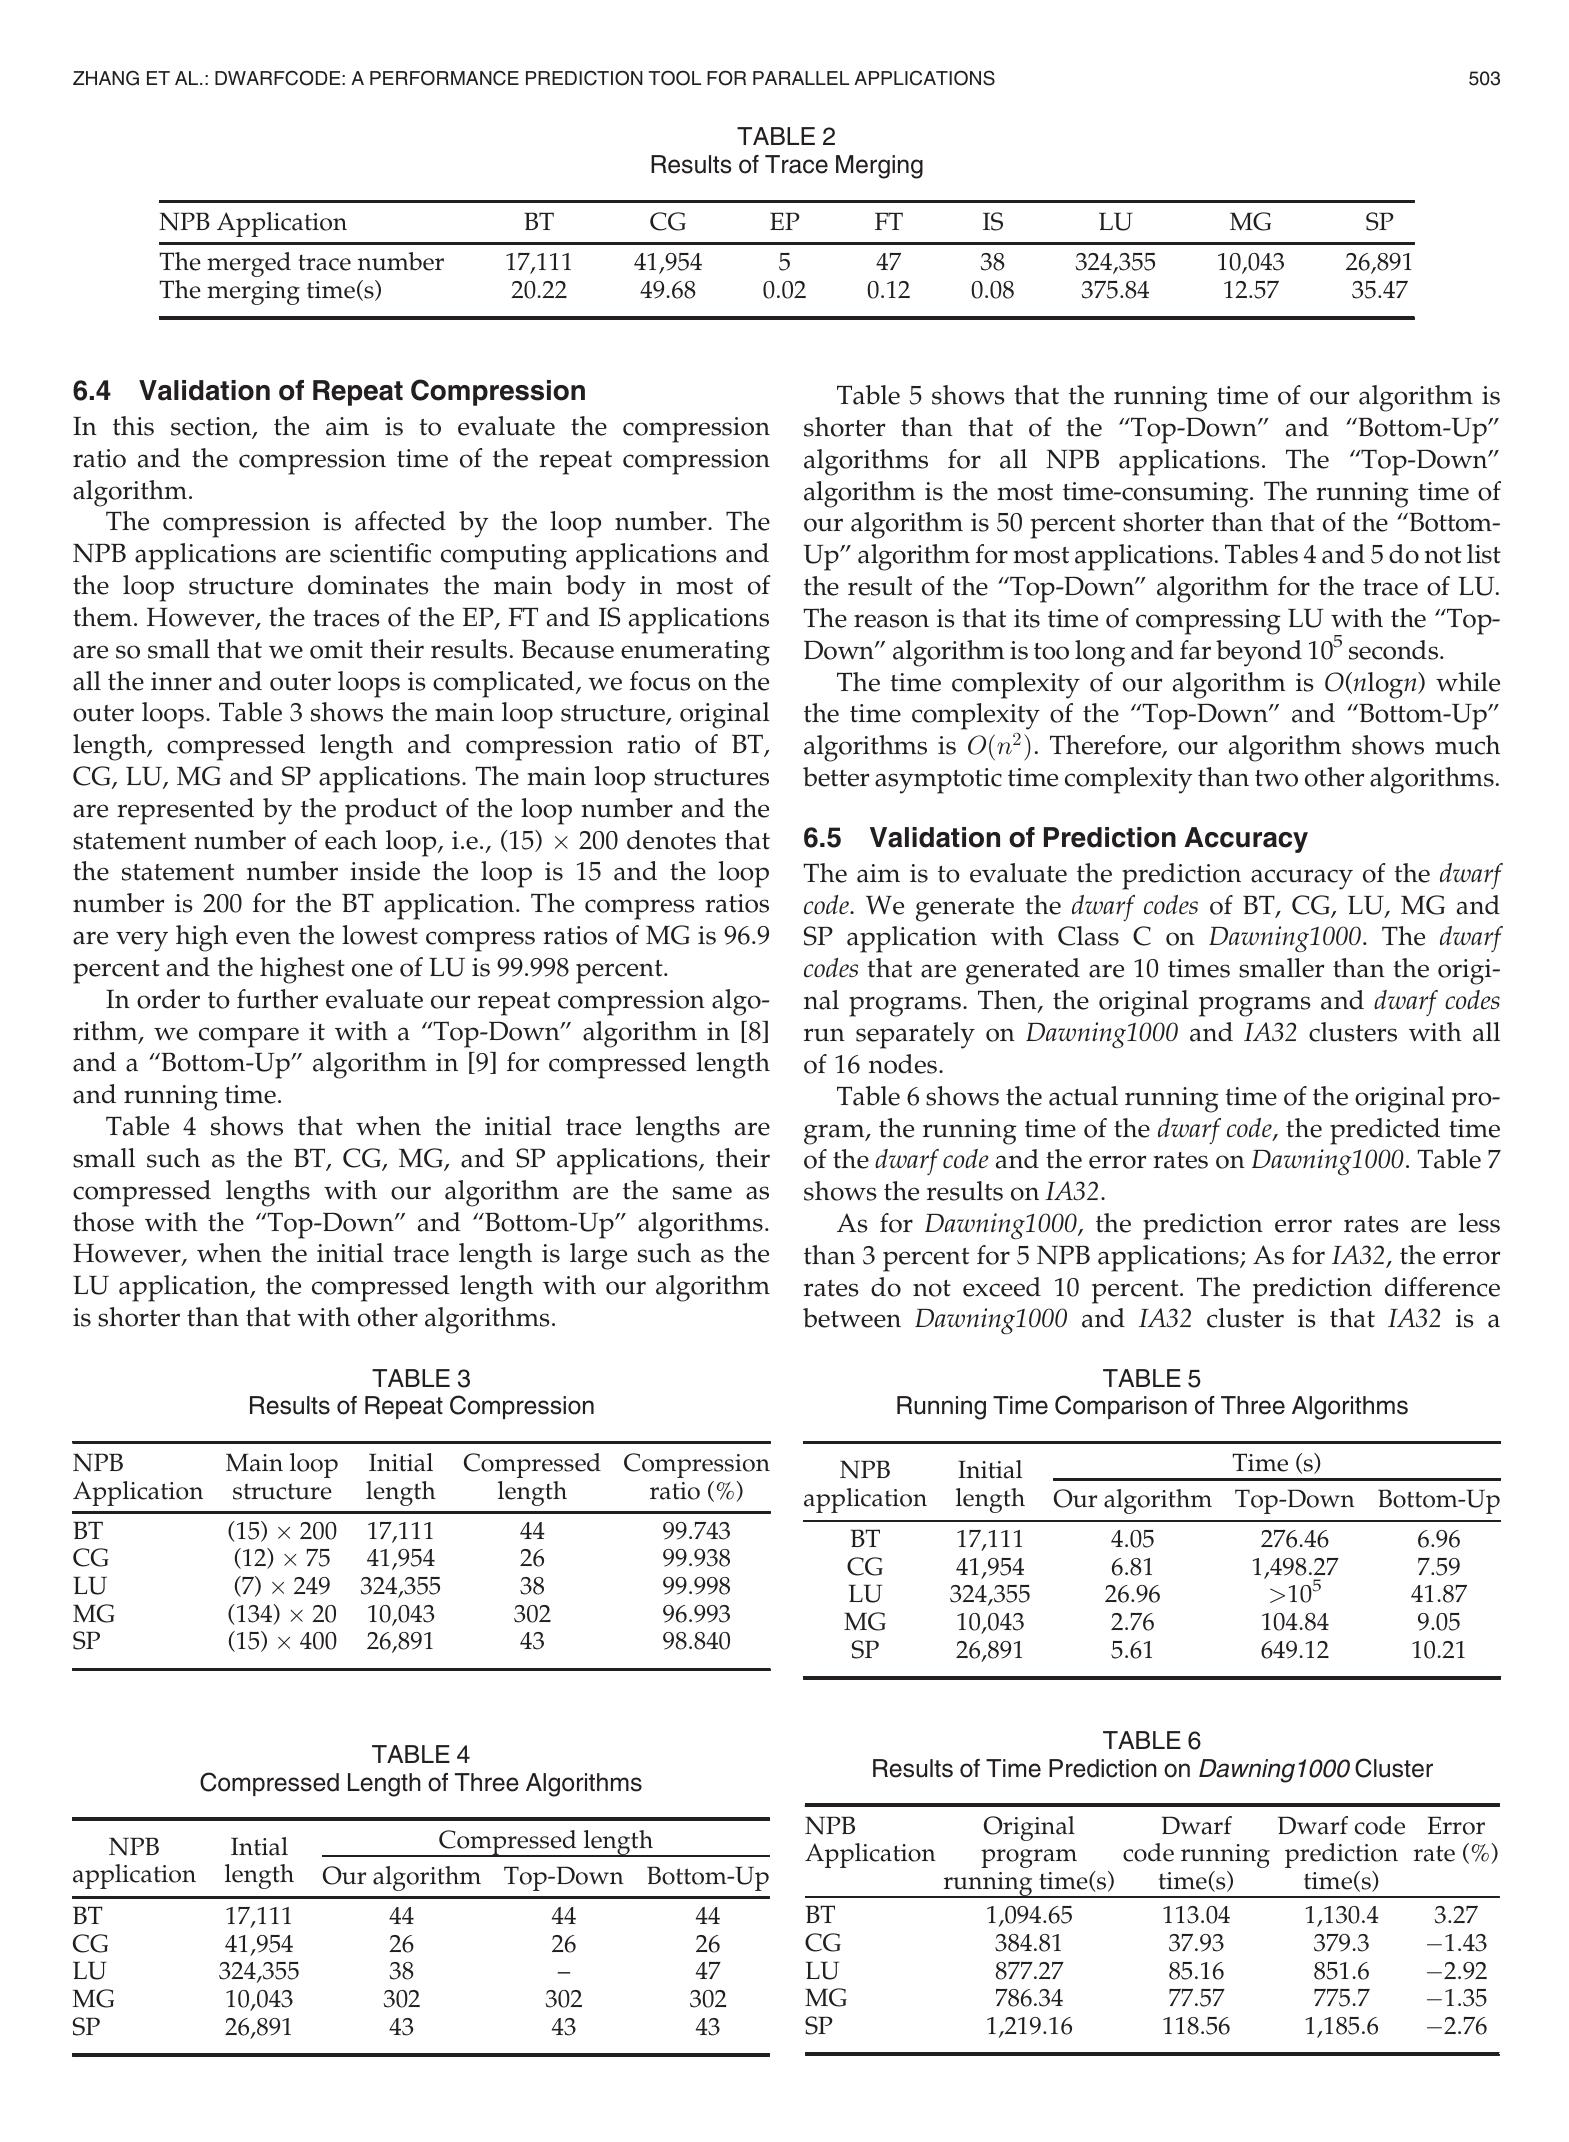 ZHANG ET AL.: DWARFCODE: A PERFORMANCE PREDICTION TOOL FOR PARALLEL APPLICATIONS 503
TABLE 2
Results of Trace Merging
NPB Application BT CG EP FT IS LU MG SP
The merged trace number 17,111 41,954 5 47 38 324,355 10,043 26,891
The merging time(s) 20.22 49.68 0.02 0.12 0.08 375.84 12.57 35.47
6.4 Validation of Repeat Compression
In this section, the aim is to evaluate the compression
ratio and the compression time of the repeat compression
algorithm.
The compression is affected by the loop number. The
NPB applications are scientific computing applications and
the loop structure dominates the main body in most of
them. However, the traces of the EP, FT and IS applications
are so small that we omit their results. Because enumerating
all the inner and outer loops is complicated, we focus on the
outer loops. Table 3 shows the main loop structure, original
length, compressed length and compression ratio of BT,
CG, LU, MG and SP applications. The main loop structures
are represented by the product of the loop number and the
statement number of each loop, i.e., (15) × 200 denotes that
the statement number inside the loop is 15 and the loop
number is 200 for the BT application. The compress ratios
are very high even the lowest compress ratios of MG is 96.9
percent and the highest one of LU is 99.998 percent.
In order to further evaluate our repeat compression algo-
rithm, we compare it with a “Top-Down” algorithm in [8]
and a “Bottom-Up” algorithm in [9] for compressed length
and running time.
Table 4 shows that when the initial trace lengths are
small such as the BT, CG, MG, and SP applications, their
compressed lengths with our algorithm are the same as
those with the “Top-Down” and “Bottom-Up” algorithms.
However, when the initial trace length is large such as the
LU application, the compressed length with our algorithm
is shorter than that with other algorithms.
TABLE 3
Results of Repeat Compression
NPB Main loop Initial Compressed Compression
Application structure length length ratio (%)
BT (15) × 200 17,111 44 99.743
CG (12) × 75 41,954 26 99.938
LU (7) × 249 324,355 38 99.998
MG (134) × 20 10,043 302 96.993
SP (15) × 400 26,891 43 98.840
TABLE 4
Compressed Length of Three Algorithms
NPB Intial Compressed length
application length Our algorithm Top-Down Bottom-Up
BT 17,111 44 44 44
CG 41,954 26 26 26
LU 324,355 38 – 47
MG 10,043 302 302 302
SP 26,891 43 43 43
Table 5 shows that the running time of our algorithm is
shorter than that of the “Top-Down” and “Bottom-Up”
algorithms for all NPB applications. The “Top-Down”
algorithm is the most time-consuming. The running time of
our algorithm is 50 percent shorter than that of the “Bottom-
Up” algorithm for most applications. Tables 4 and 5 do not list
the result of the “Top-Down” algorithm for the trace of LU.
The reason is that its time of compressing LU with the “Top-
Down” algorithm is too long and far beyond 10⁵ seconds.
The time complexity of our algorithm is O(nlogn) while
the time complexity of the “Top-Down” and “Bottom-Up”
algorithms is O(n²). Therefore, our algorithm shows much
better asymptotic time complexity than two other algorithms.
6.5 Validation of Prediction Accuracy
The aim is to evaluate the prediction accuracy of the dwarf
code. We generate the dwarf codes of BT, CG, LU, MG and
SP application with Class C on Dawning1000. The dwarf
codes that are generated are 10 times smaller than the origi-
nal programs. Then, the original programs and dwarf codes
run separately on Dawning1000 and IA32 clusters with all
of 16 nodes.
Table 6 shows the actual running time of the original pro-
gram, the running time of the dwarf code, the predicted time
of the dwarf code and the error rates on Dawning1000. Table 7
shows the results on IA32.
As for Dawning1000, the prediction error rates are less
than 3 percent for 5 NPB applications; As for IA32, the error
rates do not exceed 10 percent. The prediction difference
between Dawning1000 and IA32 cluster is that IA32 is a
TABLE 5
Running Time Comparison of Three Algorithms
NPB Initial Time (s)
application length Our algorithm Top-Down Bottom-Up
BT 17,111 4.05 276.46 6.96
CG 41,954 6.81 1,498.27 7.59
LU 324,355 26.96 >10⁵ 41.87
MG 10,043 2.76 104.84 9.05
SP 26,891 5.61 649.12 10.21
TABLE 6
Results of Time Prediction on Dawning1000 Cluster
NPB Original Dwarf Dwarf code Error
Application program code running prediction rate (%)
running time(s) time(s) time(s)
BT 1,094.65 113.04 1,130.4 3.27
CG 384.81 37.93 379.3 −1.43
LU 877.27 85.16 851.6 −2.92
MG 786.34 77.57 775.7 −1.35
SP 1,219.16 118.56 1,185.6 −2.76